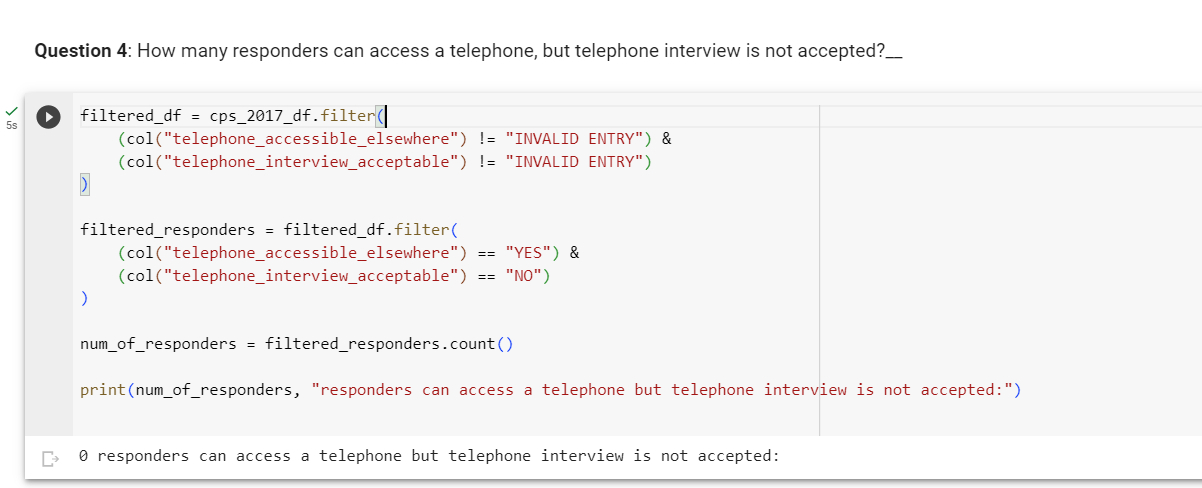 Question 4: How many responders can access a telephone, but telephone interview is not accepted?__
filtered_df = cps_2017_df.filter(
(col("telephone_accessible_elsewhere") != "INVALID ENTRY") &
5s
(col("telephone_interview_acceptable") != "INVALID ENTRY")
)
filtered_responders = filtered_df.filter(
(col("telephone_accessible_elsewhere") == "YES") &
(col("telephone_interview_acceptable") == "NO")
)
num_of_responders = filtered_responders.count()
print(num_of_responders, "responders can access a telephone but telephone interview is not accepted:")
0 responders can access a telephone but telephone interview is not accepted: